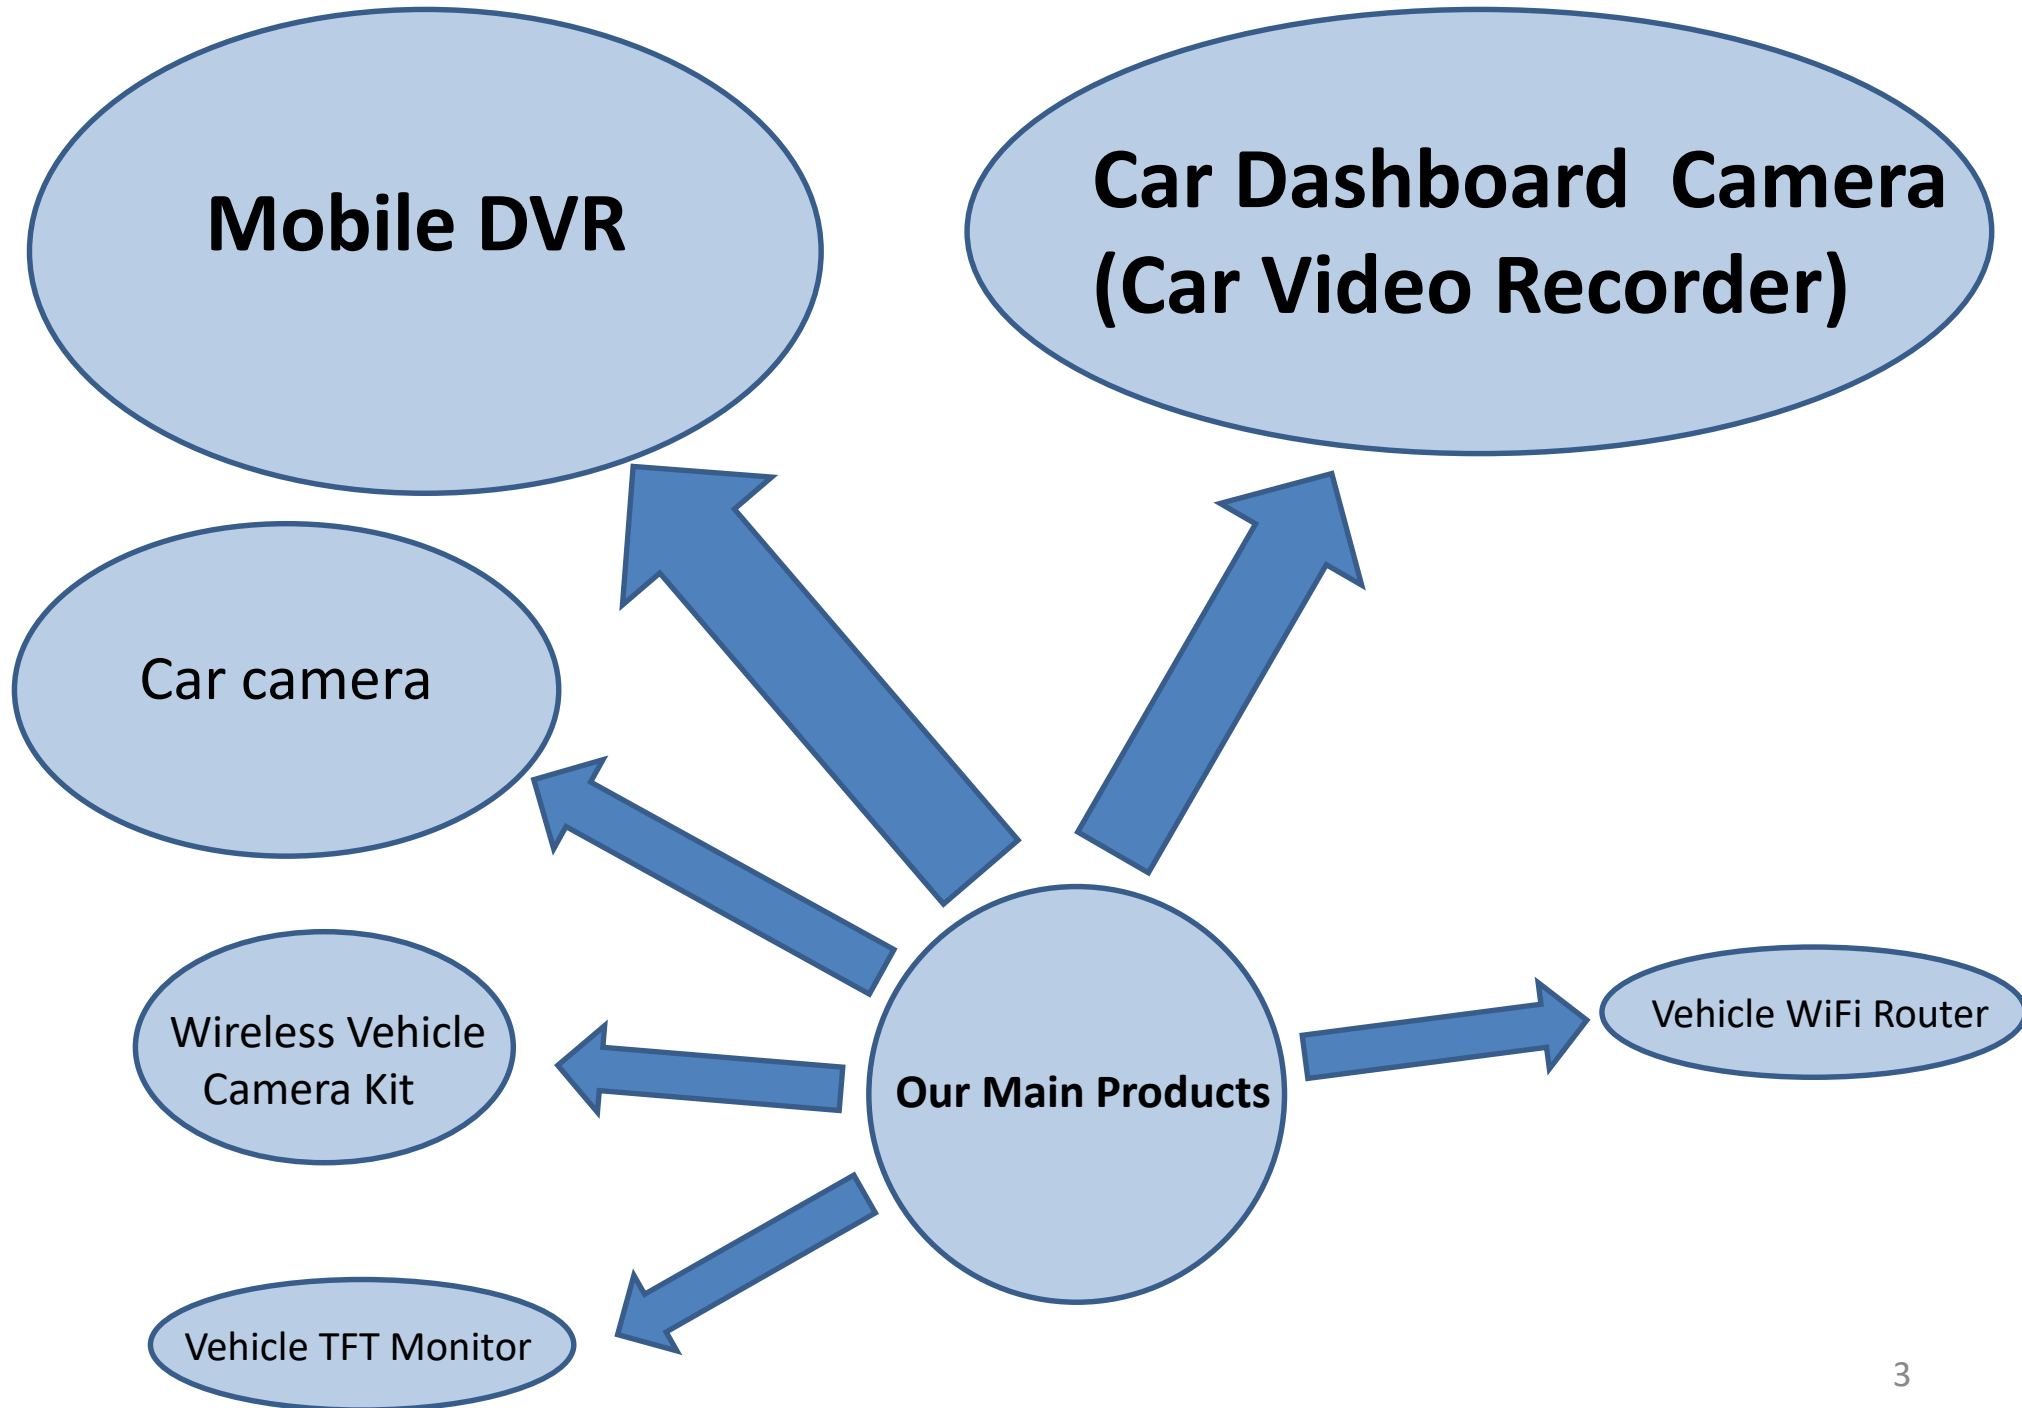 Mobile DVR
Car Dashboard Camera
(Car Video Recorder)
Car camera
Wireless Vehicle
Camera Kit
Our Main Products
Vehicle WiFi Router
Vehicle TFT Monitor
3